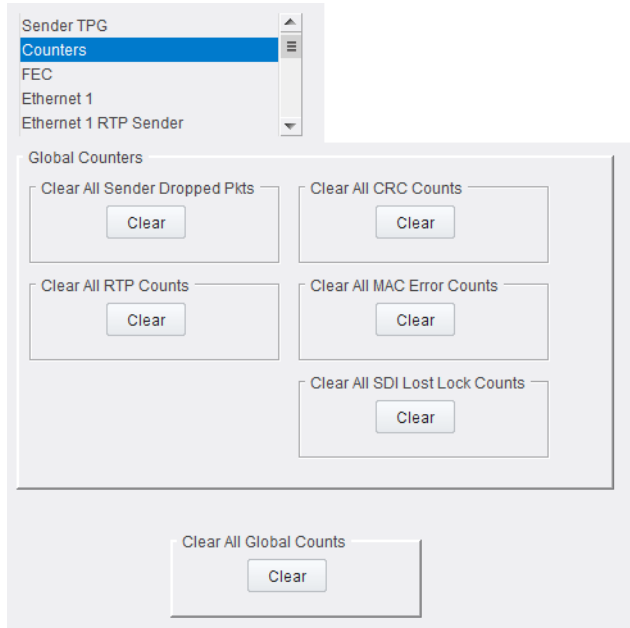 Sender TPG
Counters
FEC
Ethernet 1
Ethernet 1 RTP Sender
Global Counters
Clear All Sender Dropped Pkts
Clear
Clear All CRC Counts
Clear
Clear All RTP Counts
Clear
Clear All MAC Error Counts
Clear
Clear All SDI Lost Lock Counts
Clear
Clear All Global Counts
Clear